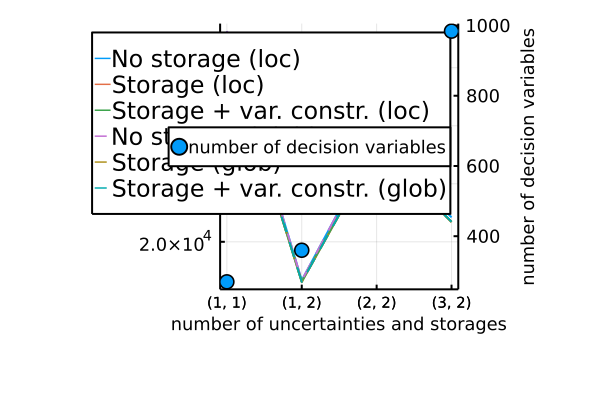 1000
No storage (loc)
Storage (loc)
800
Storage + var. constr. (loc)
No st
number of decision variables
Storage (glob)
600
Storage + var. constr. (glob)
2.0×10⁴
400
(1, 1) (1, 2) (2, 2) (3, 2)
number of uncertainties and storages
number of decision variables